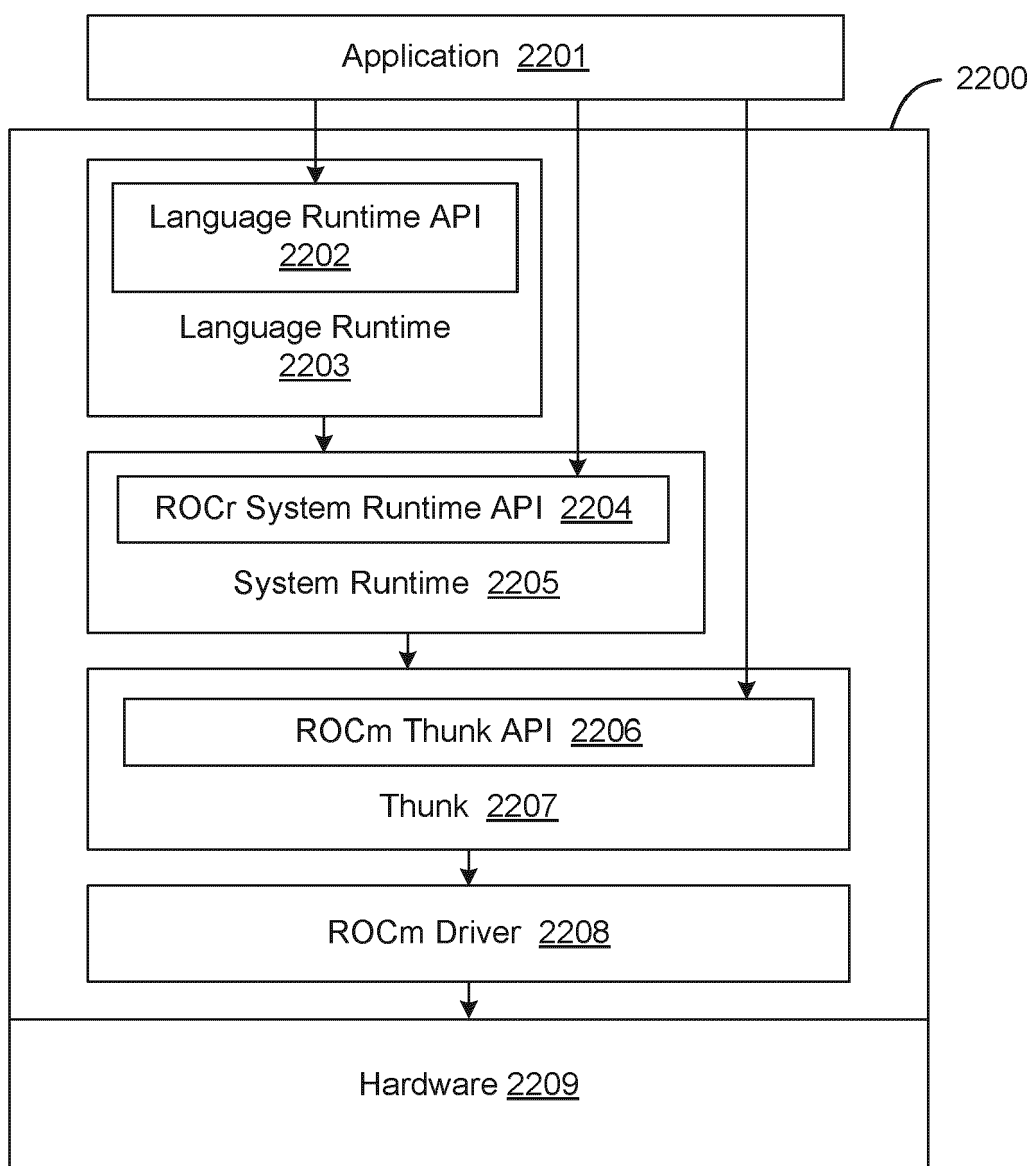 Application 2201
2200
Language Runtime API
2202
Language Runtime
2203
ROCr System Runtime API 2204
System Runtime 2205
ROCm Thunk API 2206
Thunk 2207
ROCm Driver 2208
Hardware 2209